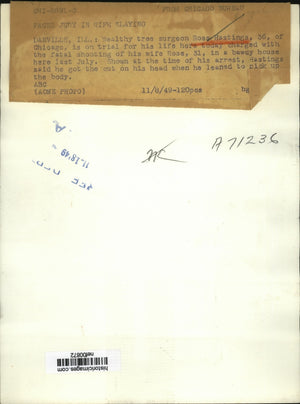 FROM CHICAGO BUREAU
FACES JURY IN WIFE SLAYING
DANVILLE, ILL.: Wealthy tree surgeon Ross Hastings, 36, of
Chicago, is on trial for his life here today charged with
the fatal shooting of his wife Rose, 31, in a bawdy house
here last July. Shown at the time of his arrest, Hastings
said he got the cut on his head when he leaned to pick up
the body.
ABC
(ACME PHOTO) 11/8/49-120pcs
A71236
11-18-49
historicimages.com
nef00872